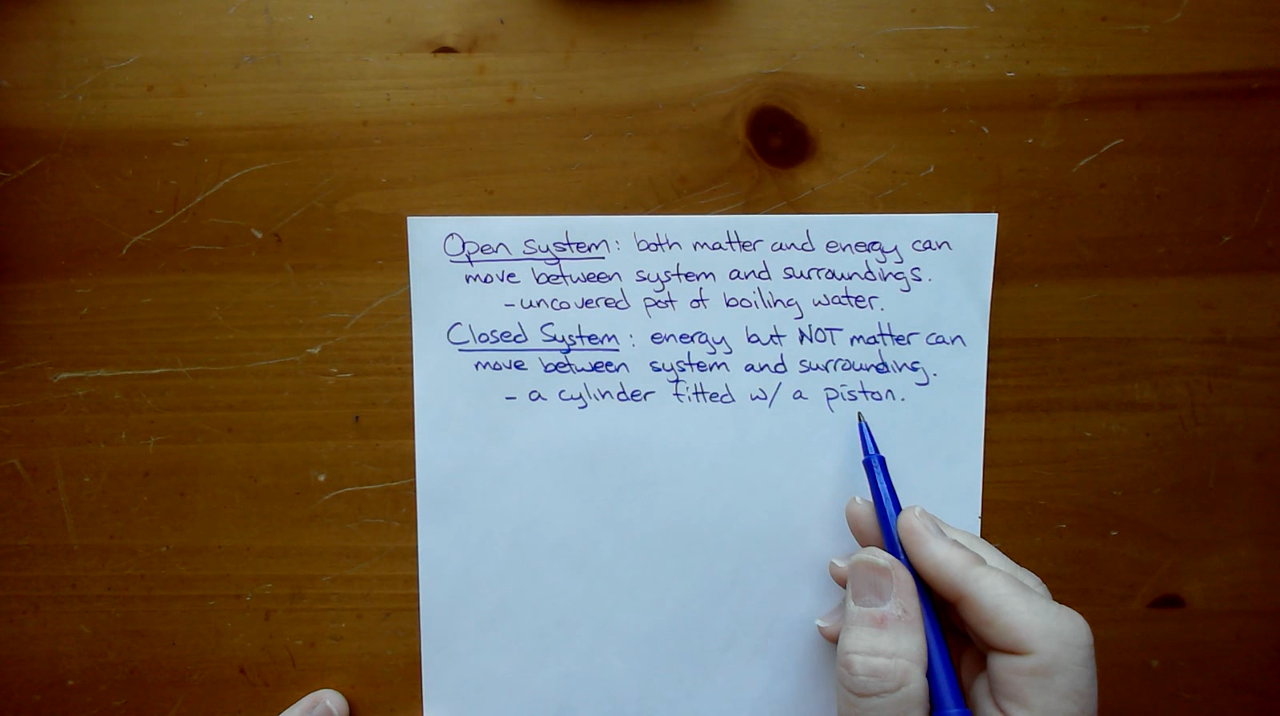 Open system: both matter and energy can
move between system and surroundings.
- uncovered pot of boiling water.
Closed System: energy but NOT matter can
move between system and surrounding.
- a cylinder fitted w/ a piston.